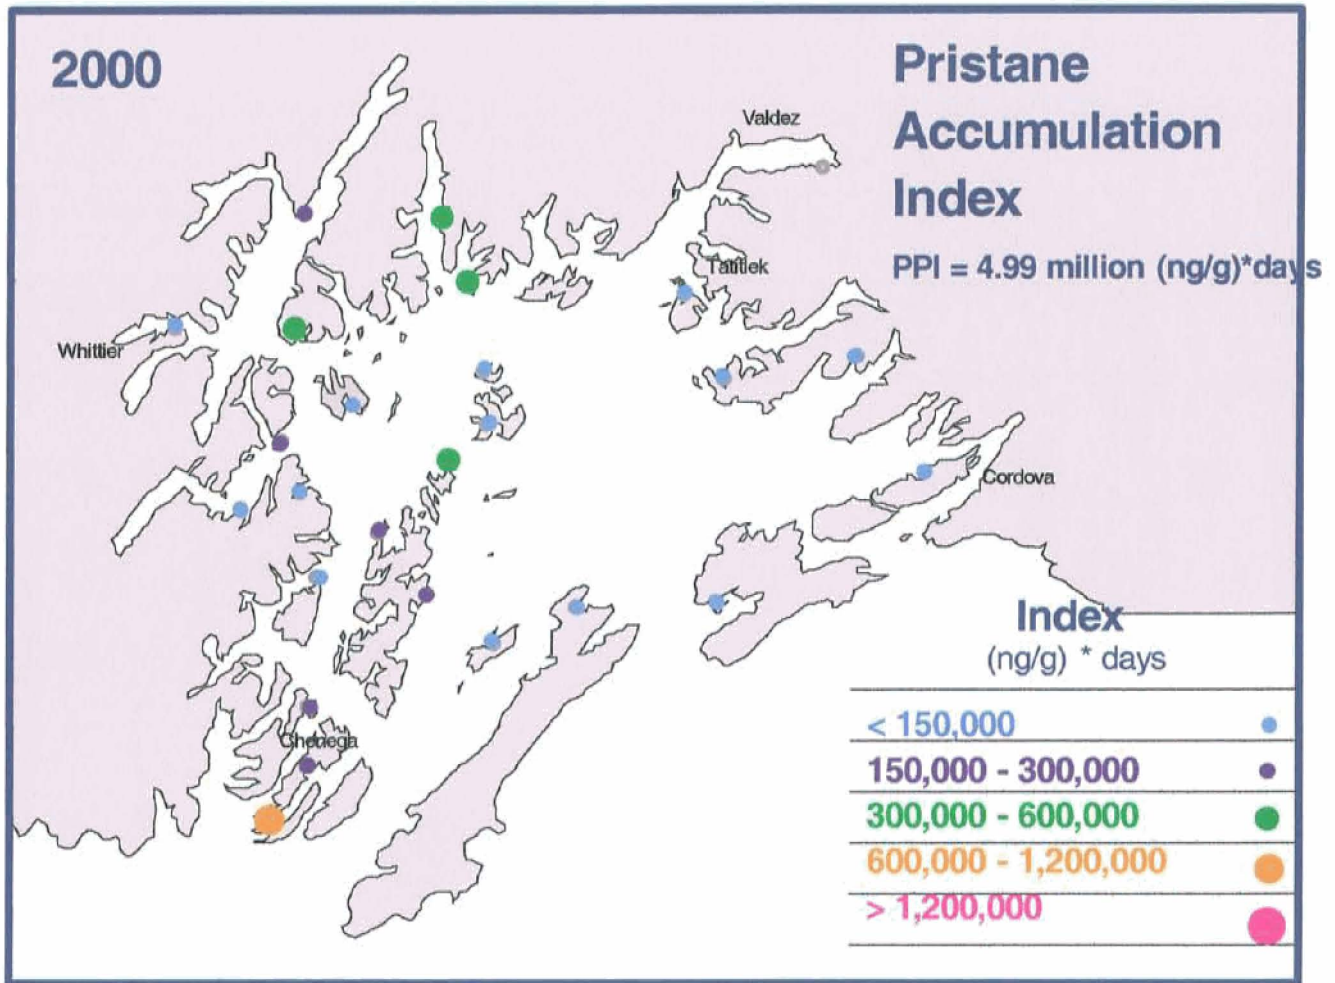 2000
Pristane
Accumulation
Index
PPI = 4.99 million (ng/g)*days
Valdez
Tatitlek
Whittier
Cordova
Chenega
Index
(ng/g) * days
< 150,000
150,000 - 300,000
300,000 - 600,000
600,000 - 1,200,000
> 1,200,000